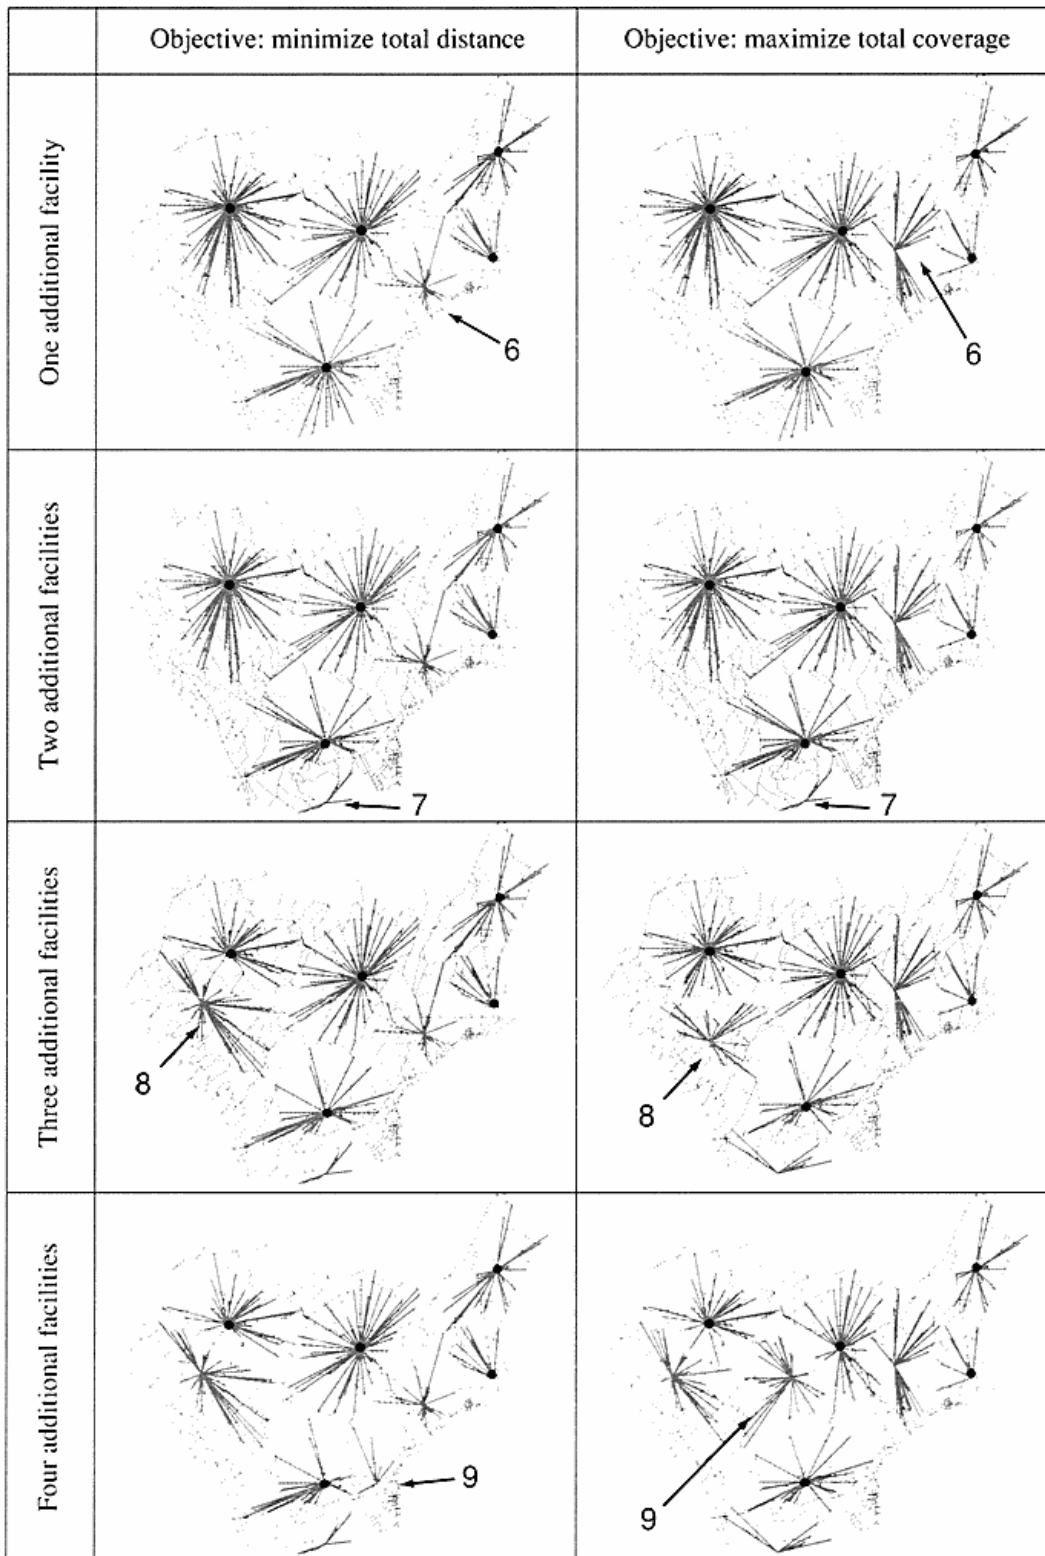 Objective: minimize total distance
Objective: maximize total coverage
One additional facility
6
6
Two additional facilities
7
7
Three additional facilities
8
8
Four additional facilities
9
9